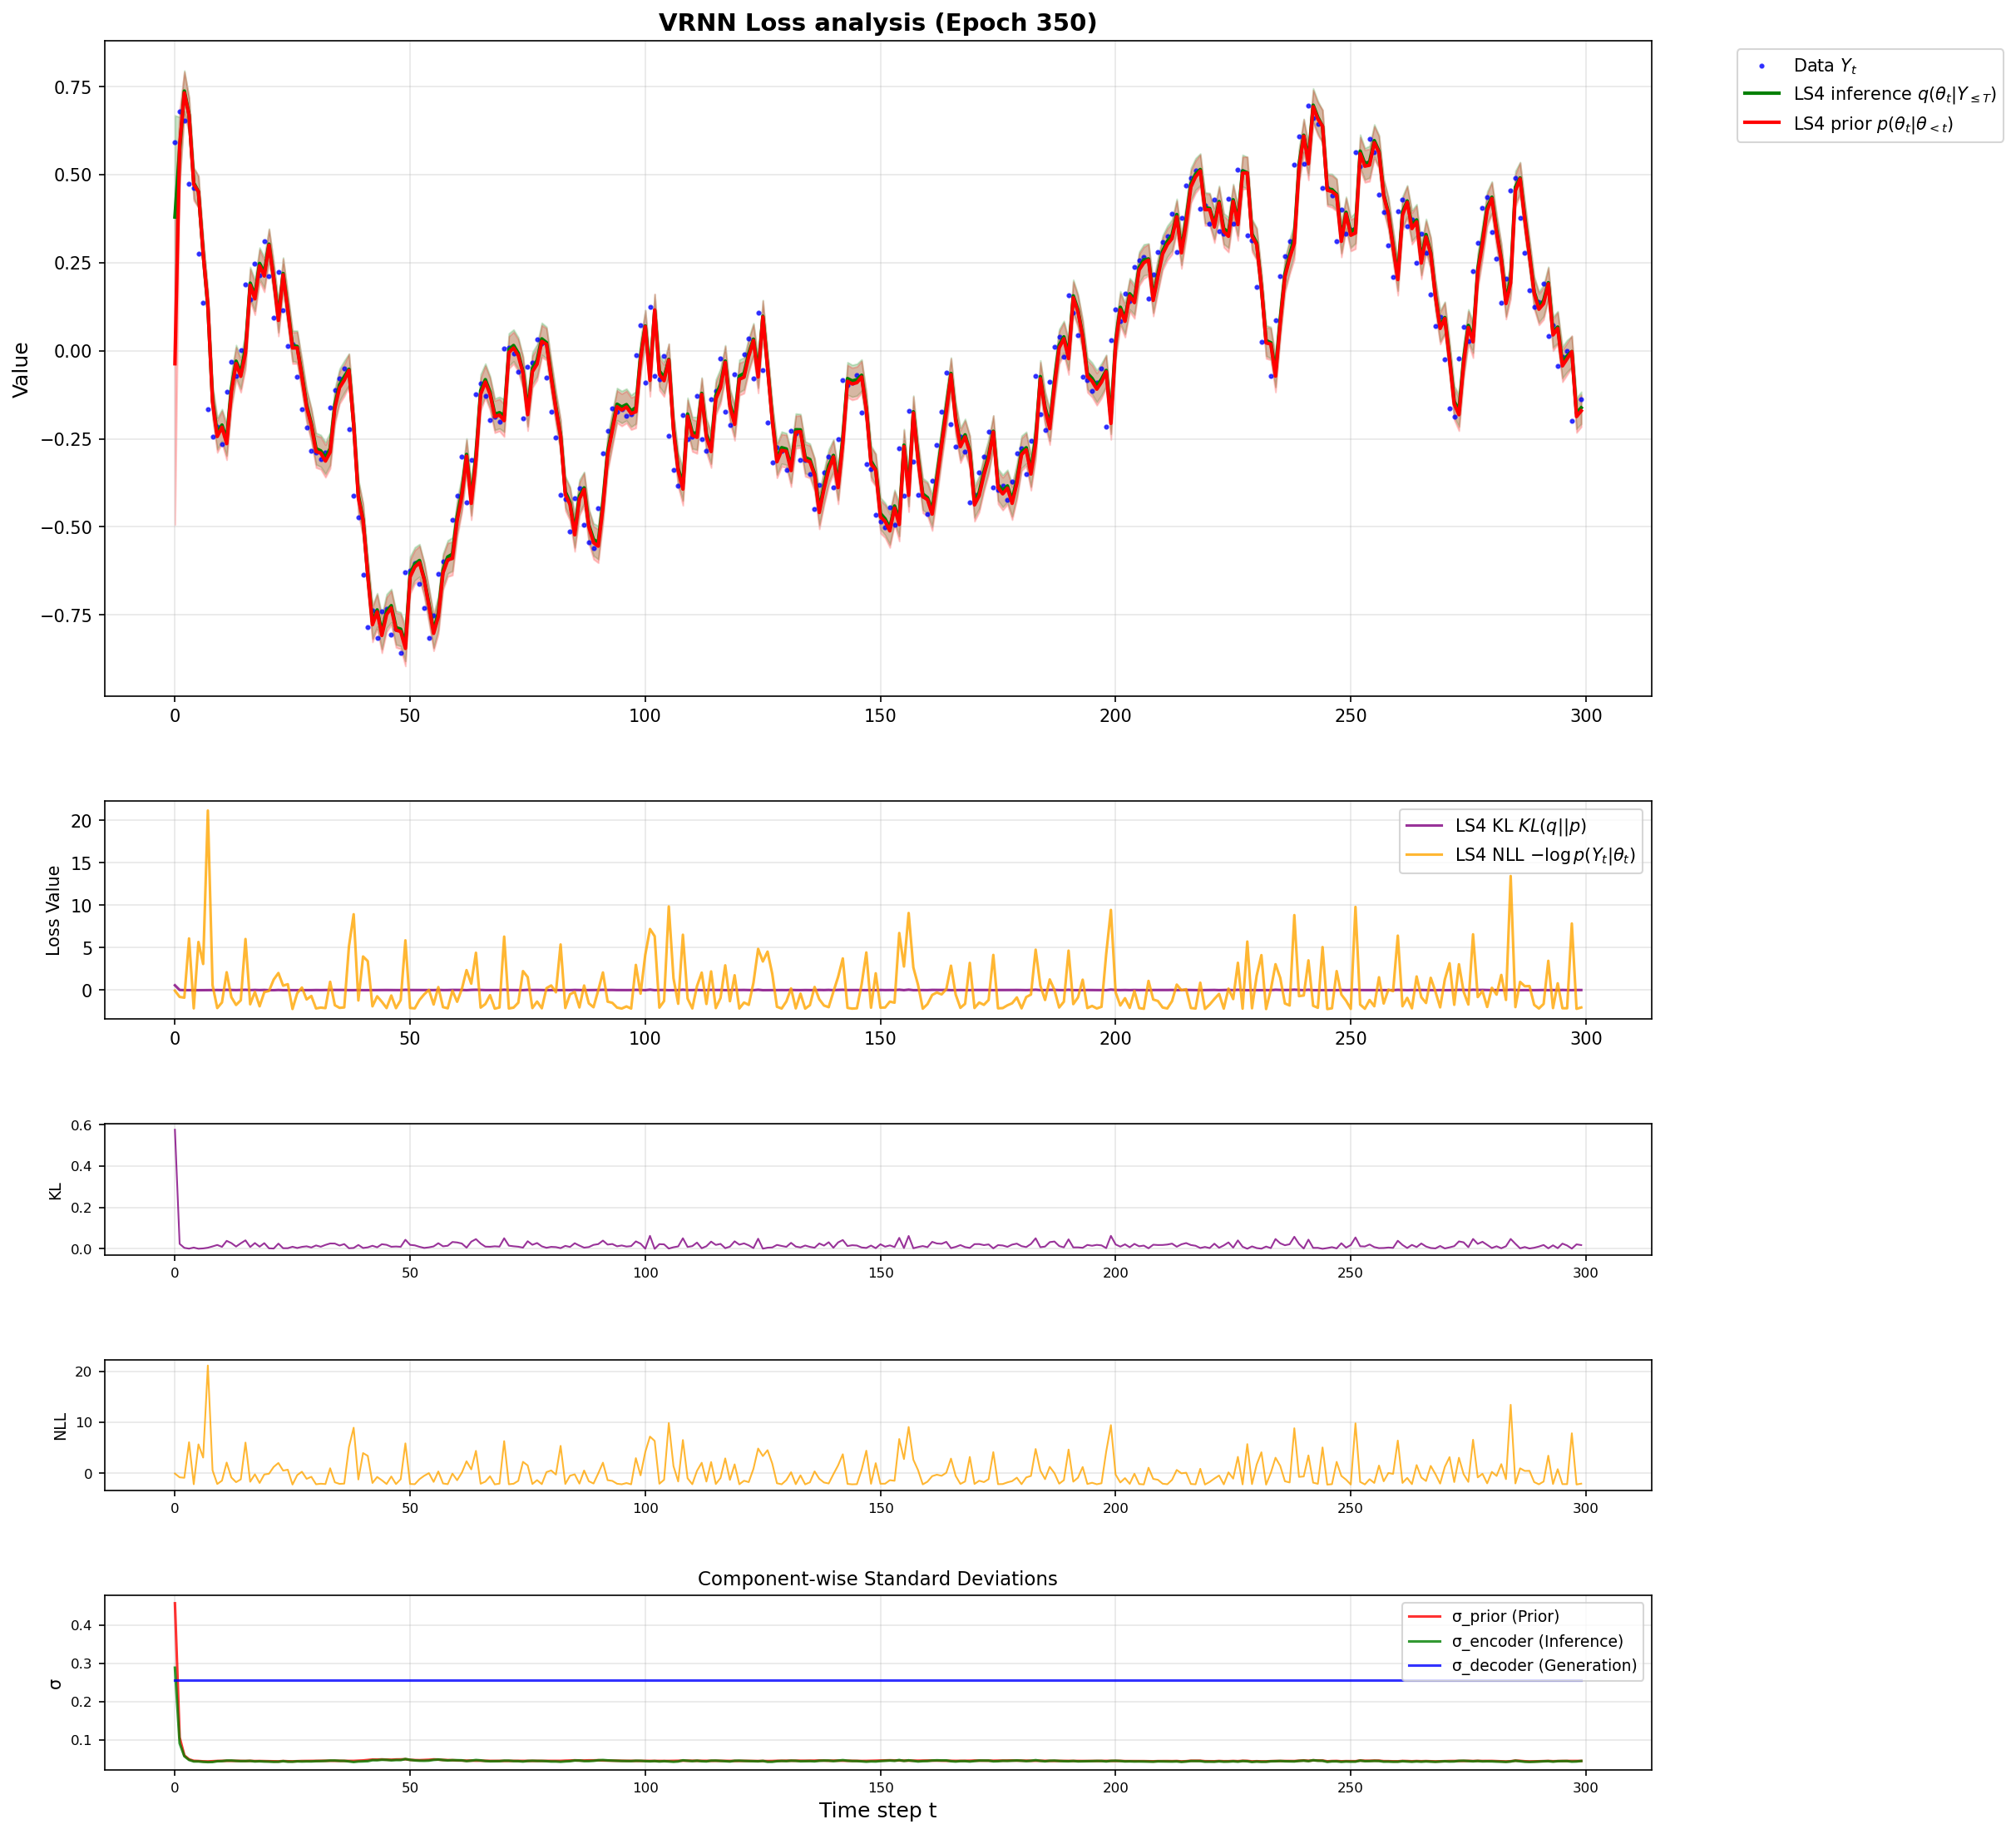 VRNN Loss analysis (Epoch 350)
Data Y_t
LS4 inference q(θ_t|Y_{≤T})
LS4 prior p(θ_t|θ_{<t})
Value
0.75
0.50
0.25
0.00
−0.25
−0.50
−0.75
0 50 100 150 200 250 300
Loss Value
20
15
10
5
0
LS4 KL KL(q||p)
LS4 NLL −log p(Y_t|θ_t)
0 50 100 150 200 250 300
KL
0.6
0.4
0.2
0.0
0 50 100 150 200 250 300
NLL
20
10
0
0 50 100 150 200 250 300
Component-wise Standard Deviations
σ
0.4
0.3
0.2
0.1
σ_prior (Prior)
σ_encoder (Inference)
σ_decoder (Generation)
0 50 100 150 200 250 300
Time step t